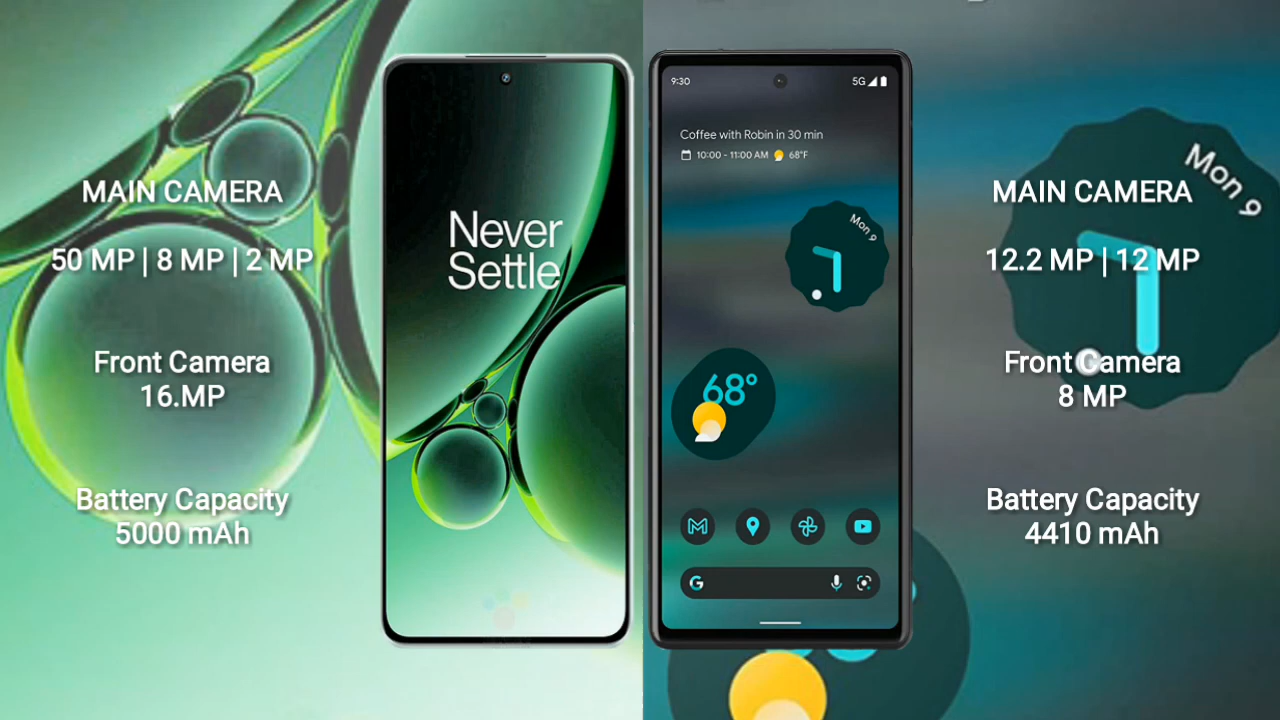 MAIN CAMERA
50 MP | 8 MP | 2 MP
Front Camera
16.MP
Battery Capacity
5000 mAh
Never
Settle
9:30
5G
Coffee with Robin in 30 min
10:00 - 11:00 AM 68°F
Mon 9
68°
G
Mon 9
MAIN CAMERA
12.2 MP | 12 MP
Front Camera
8 MP
Battery Capacity
4410 mAh